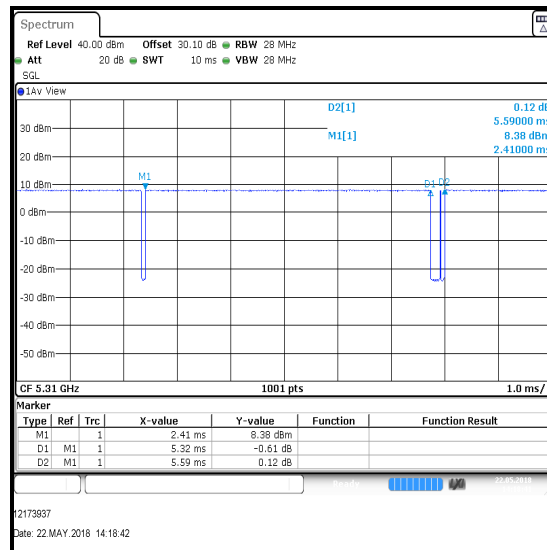 Spectrum
Ref Level 40.00 dBm Offset 30.10 dB RBW 28 MHz
Att 20 dB SWT 10 ms VBW 28 MHz
SGL
1Av View
D2[1] 0.12 dB
5.59000 ms
M1[1] 8.38 dBm
2.41000 ms
30 dBm
20 dBm
M1
D1 D2
10 dBm
0 dBm
-10 dBm
-20 dBm
-30 dBm
-40 dBm
-50 dBm
CF 5.31 GHz 1001 pts 1.0 ms/
Marker
Type Ref Trc X-value Y-value Function Function Result
M1 1 2.41 ms 8.38 dBm
D1 M1 1 5.32 ms -0.61 dB
D2 M1 1 5.59 ms 0.12 dB
Ready 22.05.2018
12173937
Date: 22.MAY.2018 14:18:42